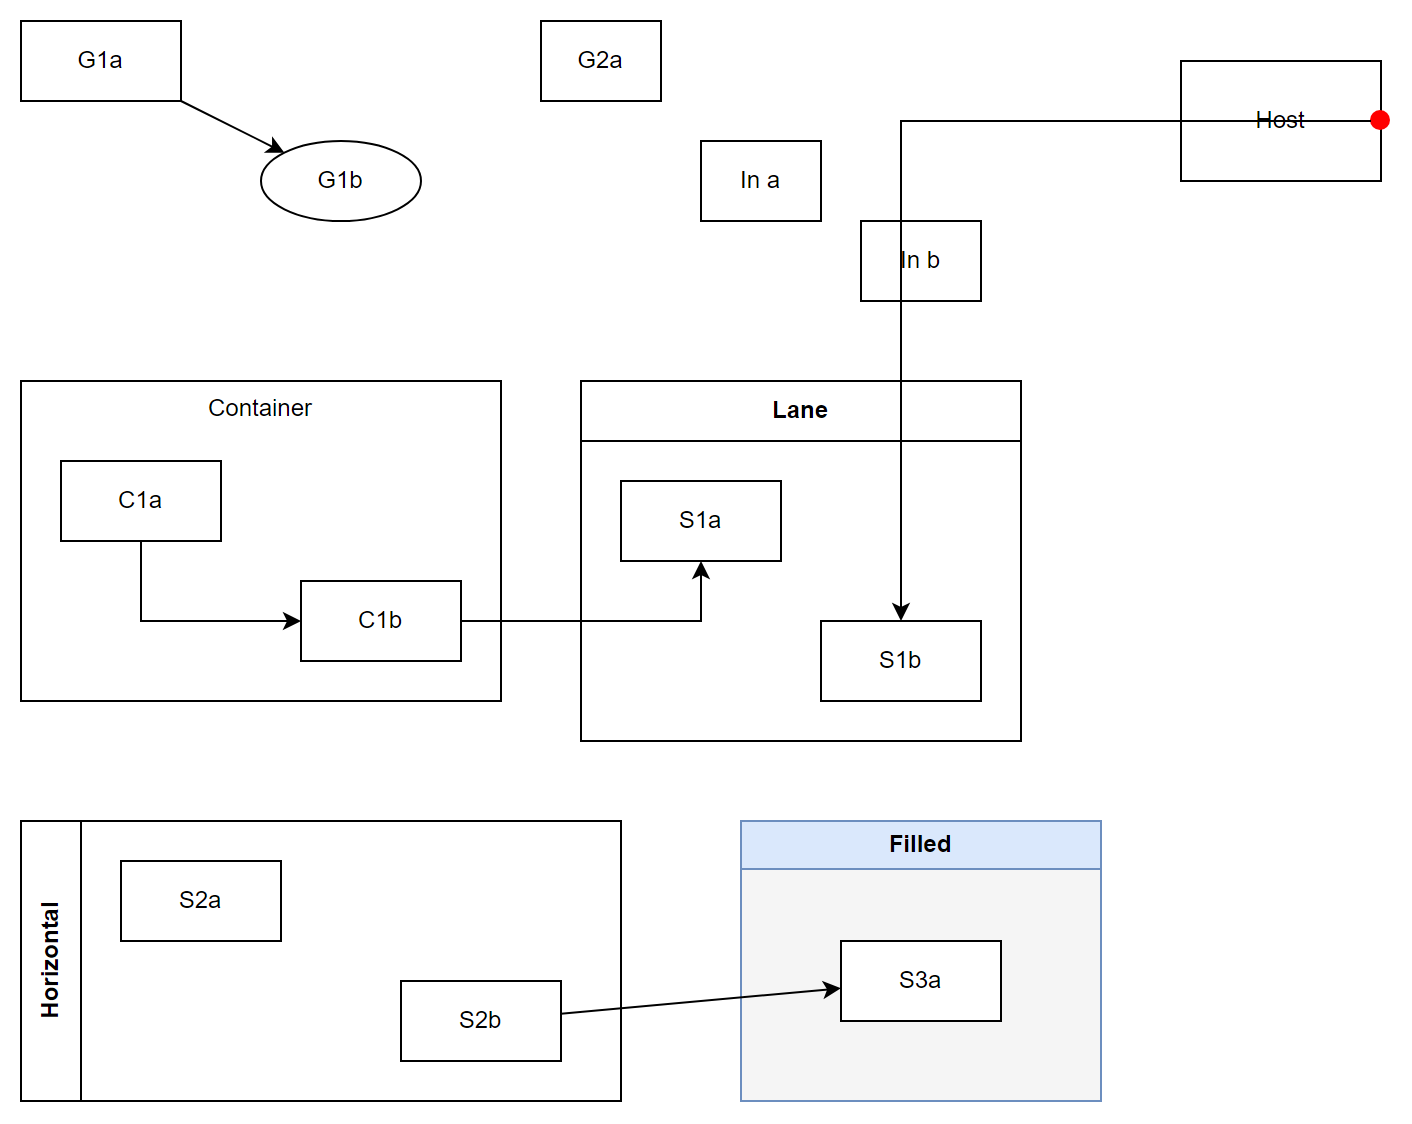 G1a
G2a
Host
G1b
In a
In b
Container
Lane
C1a
S1a
C1b
S1b
Horizontal
S2a
S2b
Filled
S3a